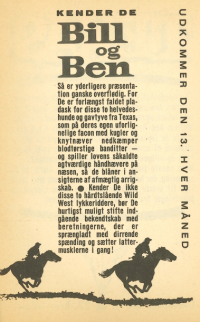 KENDER DE
Bill
og
Ben
Så er yderligere præsenta-
tion ganske overflødig. For
De er forlængst faldet pla-
dask for disse to helvedes-
hunde og gavtyve fra Texas,
som på deres egen uforlig-
nelige facon med kugler og
knytnæver nedkæmper
blodtørstige banditter —
og spiller lovens såkaldte
agtværdige håndhævere på
næsen, så de blåner i an-
sigterne af afmægtig arrig-
skab. ● Kender De ikke
disse to hårdtslående Wild
West lykkeriddere, bør De
hurtigst muligt stifte ind-
gående bekendtskab med
beretningerne, der er
sprængladt med dirrende
spænding og sætter latter-
musklerne i gang!
UDKOMMER DEN 13. HVER MÅNED